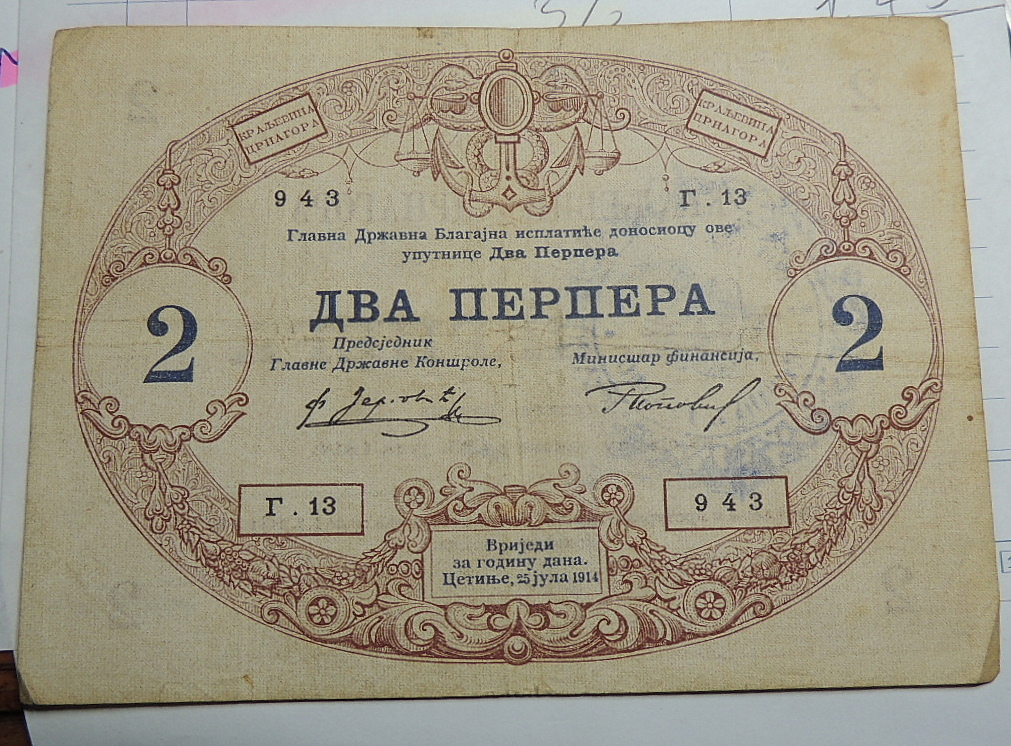 КРАЉЕВИНА
ЦРНАГОРА
КРАЉЕВИНА
ЦРНАГОРА
943
Г. 13
Главна Државна Благајна исплатиће доносиоцу ове
упутнице Два Перпера
ДВА ПЕРПЕРА
2
2
Предсједник
Главне Државне Контроле,
Министар финансија,
Г. 13
943
Вриједи
за годину дана.
Цетиње, 25 јула 1914